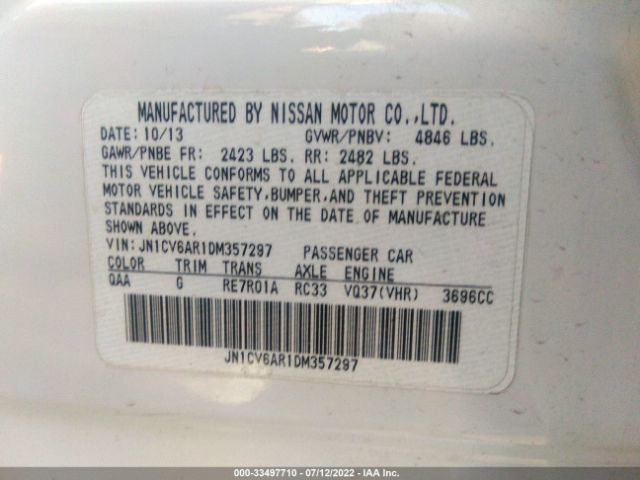 MANUFACTURED BY NISSAN MOTOR CO.,LTD.
DATE: 10/13 GVWR/PNBV: 4846 LBS.
GAWR/PNBE FR: 2423 LBS. RR: 2482 LBS.
THIS VEHICLE CONFORMS TO ALL APPLICABLE FEDERAL
MOTOR VEHICLE SAFETY,BUMPER,AND THEFT PREVENTION
STANDARDS IN EFFECT ON THE DATE OF MANUFACTURE
SHOWN ABOVE.
VIN: JN1CV6AR1DM357297 PASSENGER CAR
COLOR TRIM TRANS AXLE ENGINE
QAA G RE7R01A RC33 VQ37(VHR) 3696CC
JN1CV6AR1DM357297
000-33497710 - 07/12/2022 - IAA Inc.